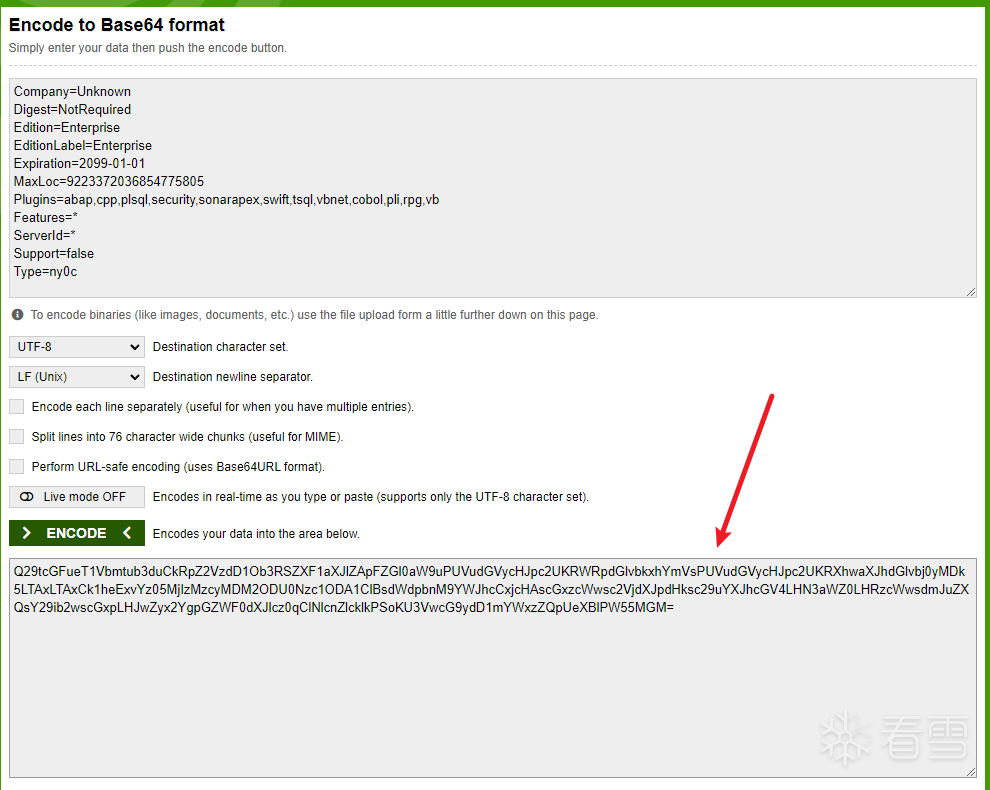 Encode to Base64 format
Simply enter your data then push the encode button.
Company=Unknown
Digest=NotRequired
Edition=Enterprise
EditionLabel=Enterprise
Expiration=2099-01-01
MaxLoc=9223372036854775805
Plugins=abap,cpp,plsql,security,sonarapex,swift,tsql,vbnet,cobol,pli,rpg,vb
Features=*
ServerId=*
Support=false
Type=ny0c
To encode binaries (like images, documents, etc.) use the file upload form a little further down on this page.
UTF-8 Destination character set.
LF (Unix) Destination newline separator.
Encode each line separately (useful for when you have multiple entries).
Split lines into 76 character wide chunks (useful for MIME).
Perform URL-safe encoding (uses Base64URL format).
Live mode OFF Encodes in real-time as you type or paste (supports only the UTF-8 character set).
> ENCODE < Encodes your data into the area below.
Q29tcGFueT1Vbmtub3duCkRpZ2VzdD1Ob3RSZXF1aXJlZApFZGl0aW9uPUVudGVycHJpc2UKRWRpdGlvbkxhYmVsPUVudGVycHJpc2UKRXhwaXJhdGlvbj0yMDk
5LTAxLTAxCk1heExvYz05MjIzMzcyMDM2ODU0Nzc1ODA1ClBsdWdpbnM9YWJhcCxjcHAscGxzcWwsc2VjdXJpdHksc29uYXJhcGV4LHN3aWZ0LHRzcWwsdmJuZX
QsY29ib2wscGxpLHJwZyx2YgpGZWF0dXJlcz0qClNlcnZlcklkPSoKU3VwcG9ydD1mYWxzZQpUeXBlPW55MGM=
看雪